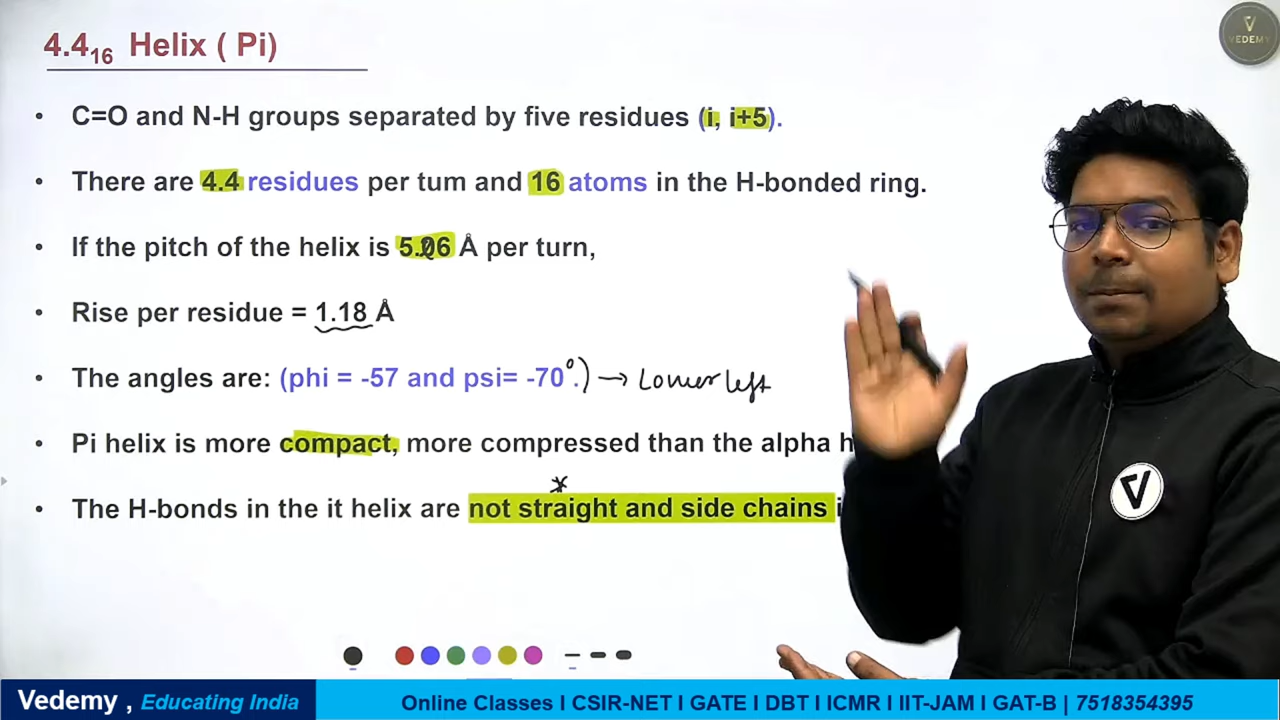 4.4₁₆ Helix ( Pi)
VEDEMY
• C=O and N-H groups separated by five residues (i, i+5).
• There are 4.4 residues per tum and 16 atoms in the H-bonded ring.
• If the pitch of the helix is Å per turn,
• Rise per residue = 1.18 Å
• The angles are: (phi = -57 and psi= -70°.) → Lower left
• Pi helix is more compact, more compressed than the alpha h
• The H-bonds in the it helix are not straight and side chains i
Vedemy , Educating India
Online Classes I CSIR-NET I GATE I DBT I ICMR I IIT-JAM I GAT-B | 7518354395